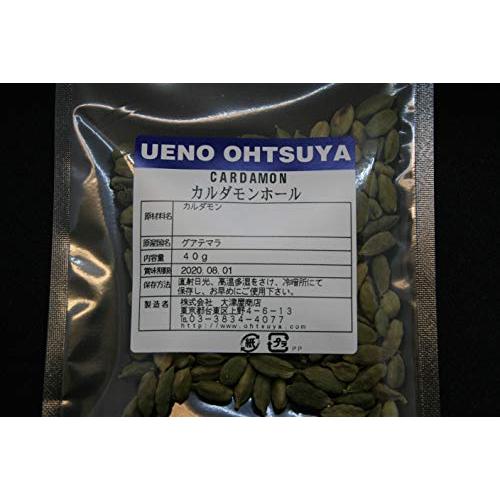 UENO OHTSUYA
CARDAMON
カルダモンホール
原材料名 カルダモン
原産国名 グアテマラ
内容量 40g
賞味期限 2020.08.01
保存方法 直射日光、高温多湿をさけ、冷暗所にて
保存し、お早めにご使用下さい。
製造者 株式会社 大津屋商店
東京都台東区上野4-6-13
℡03-3834-4077
http://www.ohtsuya.com
紙 プラ PP